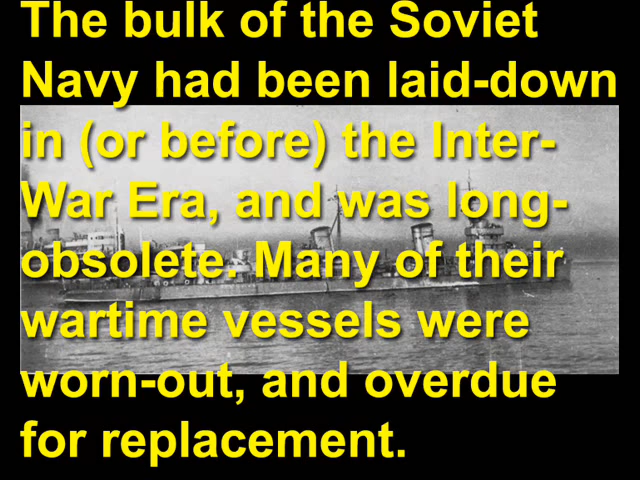 The bulk of the Soviet
Navy had been laid-down
in (or before) the Inter-
War Era, and was long-
obsolete. Many of their
wartime vessels were
worn-out, and overdue
for replacement.